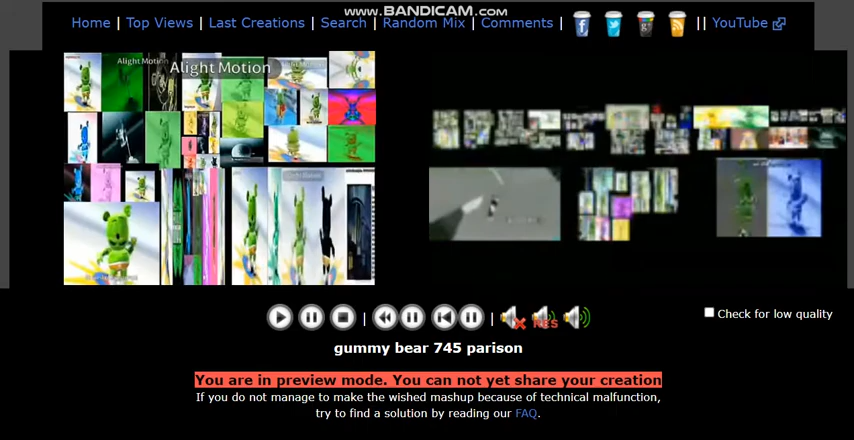 www.BANDICAM.com
Home | Top Views | Last Creations | Search | Random Mix | Comments | || YouTube
Alight Motion
Alight Motion
RES
Check for low quality
gummy bear 745 parison
You are in preview mode. You can not yet share your creation
If you do not manage to make the wished mashup because of technical malfunction,
try to find a solution by reading our FAQ.